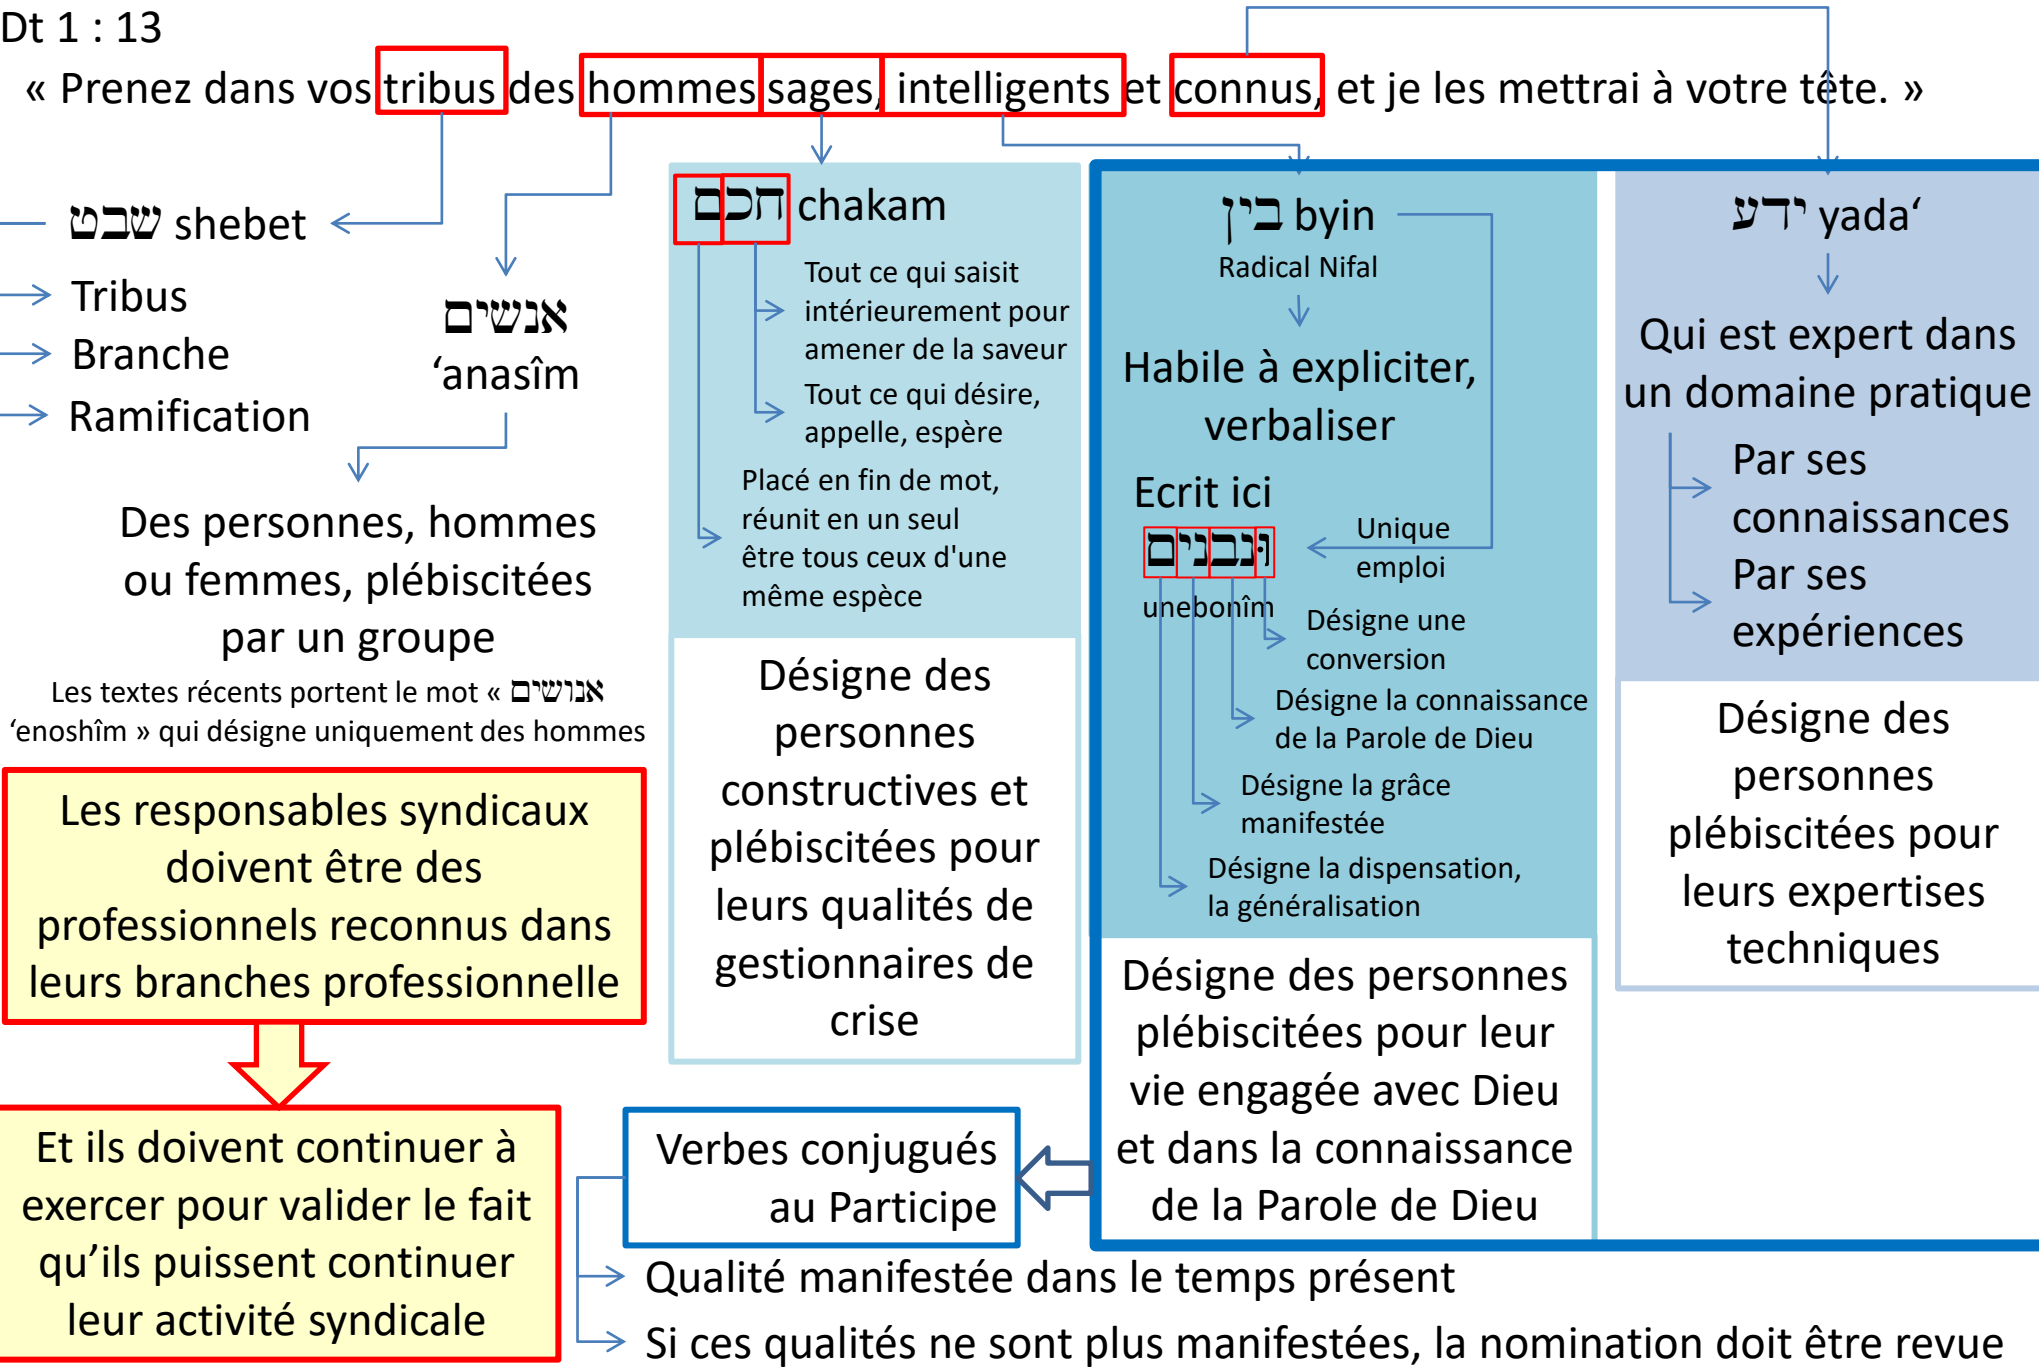 Dt 1 : 13
« Prenez dans vos tribus des hommes sages, intelligents et connus, et je les mettrai à votre tête. »
שבט shebet
Tribus
Branche
Ramification
אנשים
‘anasîm
Des personnes, hommes
ou femmes, plébiscitées
par un groupe
Les textes récents portent le mot « אנושים
‘enoshîm » qui désigne uniquement des hommes
Les responsables syndicaux
doivent être des
professionnels reconnus dans
leurs branches professionnelle
Et ils doivent continuer à
exercer pour valider le fait
qu’ils puissent continuer
leur activité syndicale
חכם chakam
Tout ce qui saisit
intérieurement pour
amener de la saveur
Tout ce qui désire,
appelle, espère
Placé en fin de mot,
réunit en un seul
être tous ceux d'une
même espèce
Désigne des
personnes
constructives et
plébiscitées pour
leurs qualités de
gestionnaires de
crise
בין byin
Radical Nifal
Habile à expliciter,
verbaliser
Ecrit ici
וּנבנים
unebonîm
Unique
emploi
Désigne une
conversion
Désigne la connaissance
de la Parole de Dieu
Désigne la grâce
manifestée
Désigne la dispensation,
la généralisation
Désigne des personnes
plébiscitées pour leur
vie engagée avec Dieu
et dans la connaissance
de la Parole de Dieu
ידע yada‘
Qui est expert dans
un domaine pratique
Par ses
connaissances
Par ses
expériences
Désigne des
personnes
plébiscitées pour
leurs expertises
techniques
Verbes conjugués
au Participe
Qualité manifestée dans le temps présent
Si ces qualités ne sont plus manifestées, la nomination doit être revue